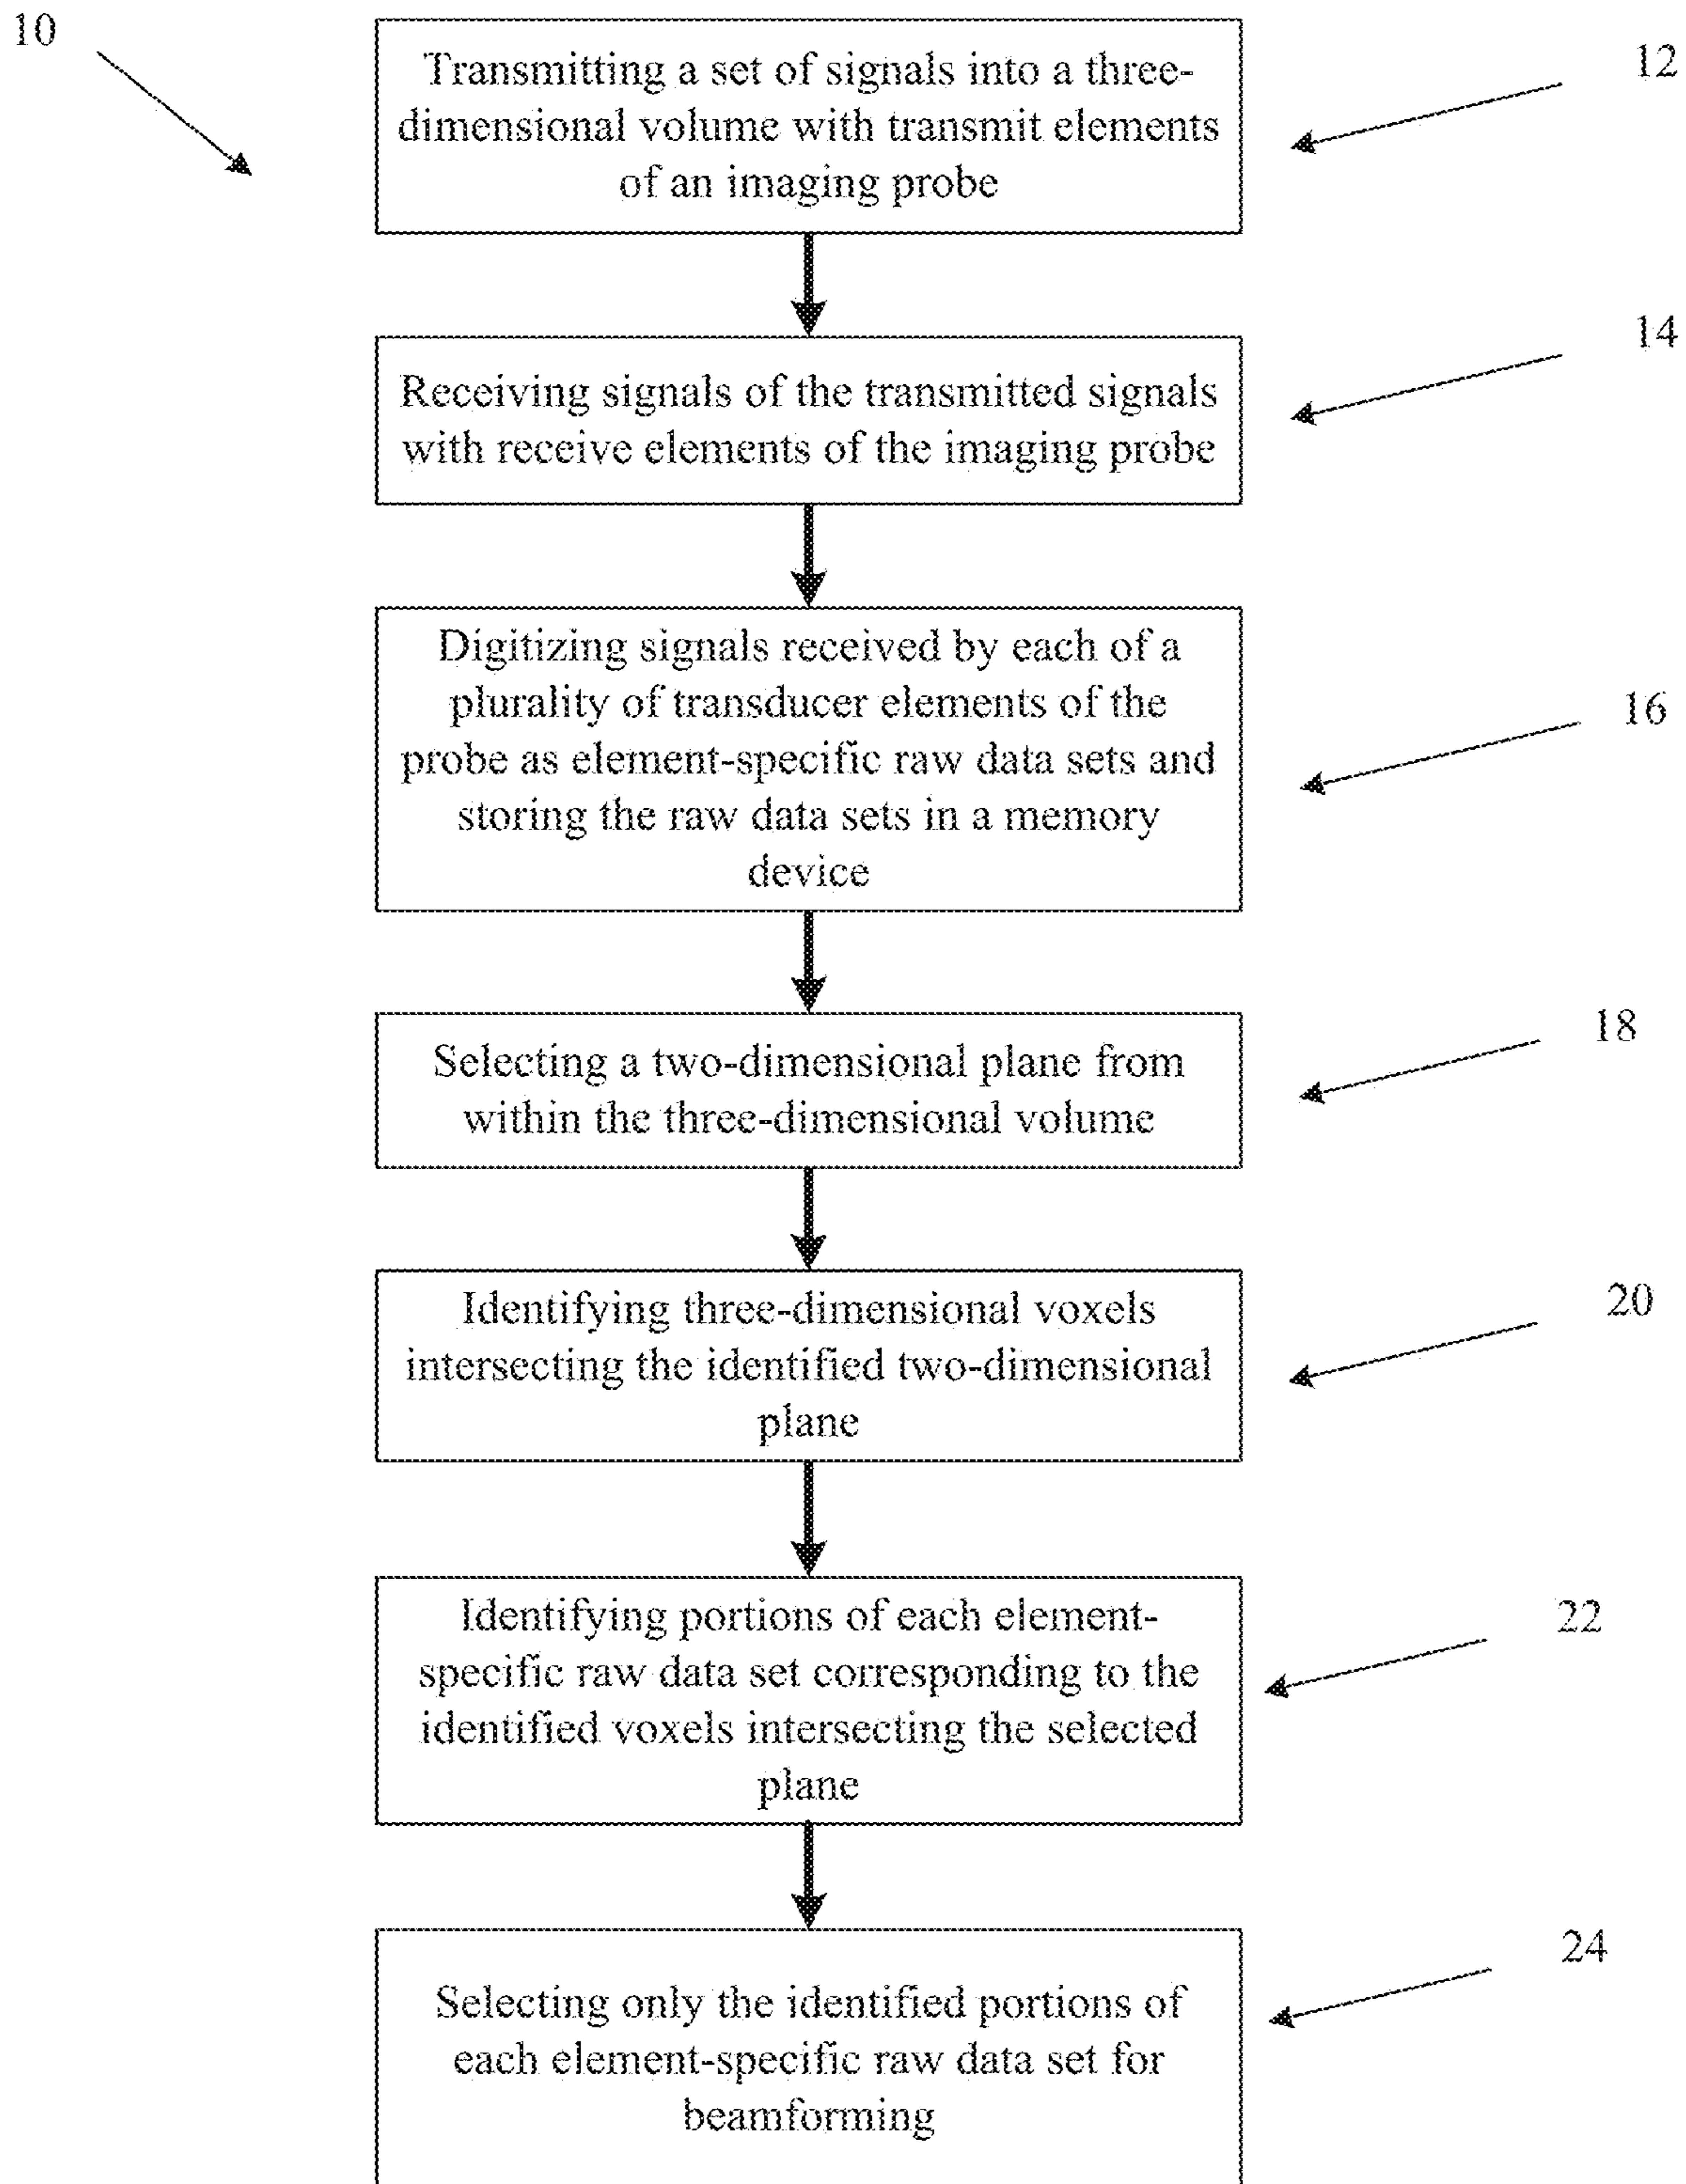 10
Transmitting a set of signals into a three-
dimensional volume with transmit elements
of an imaging probe
12
Receiving signals of the transmitted signals
with receive elements of the imaging probe
14
Digitizing signals received by each of a
plurality of transducer elements of the
probe as element-specific raw data sets and
storing the raw data sets in a memory
device
16
Selecting a two-dimensional plane from
within the three-dimensional volume
18
Identifying three-dimensional voxels
intersecting the identified two-dimensional
plane
20
Identifying portions of each element-
specific raw data set corresponding to the
identified voxels intersecting the selected
plane
22
Selecting only the identified portions of
each element-specific raw data set for
beamforming
24